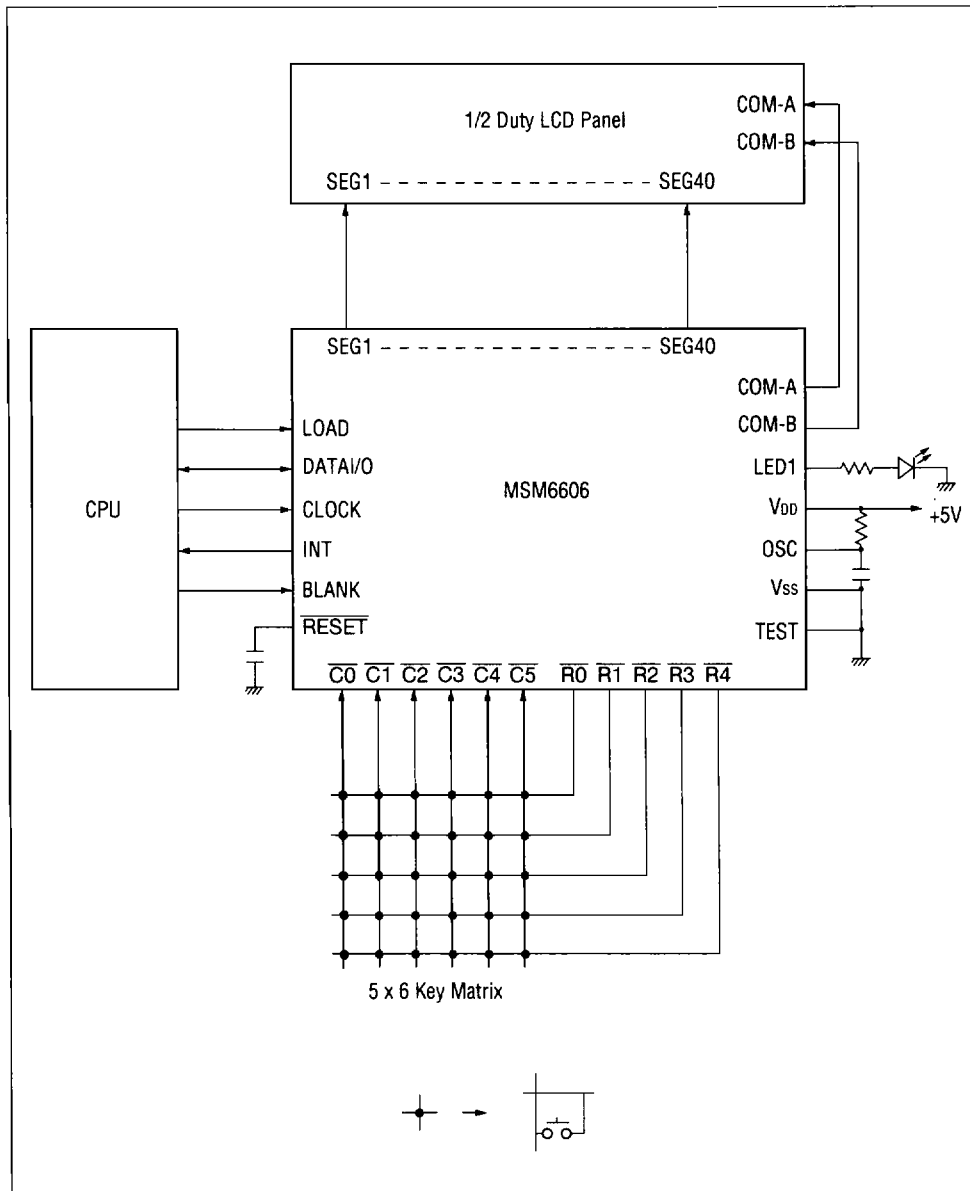 COM-A
1/2 Duty LCD Panel
COM-B
SEG1 - - - - - - - - - - - - - - - - - - - SEG40
SEG1 - - - - - - - - - - - - - - - - - - - SEG40
COM-A
LOAD
COM-B
DATAI/O
LED1
CPU
MSM6606
CLOCK
VDD
+5V
INT
OSC
BLANK
VSS
RESET
TEST
C0 C1 C2 C3 C4 C5 R0 R1 R2 R3 R4
5 x 6 Key Matrix